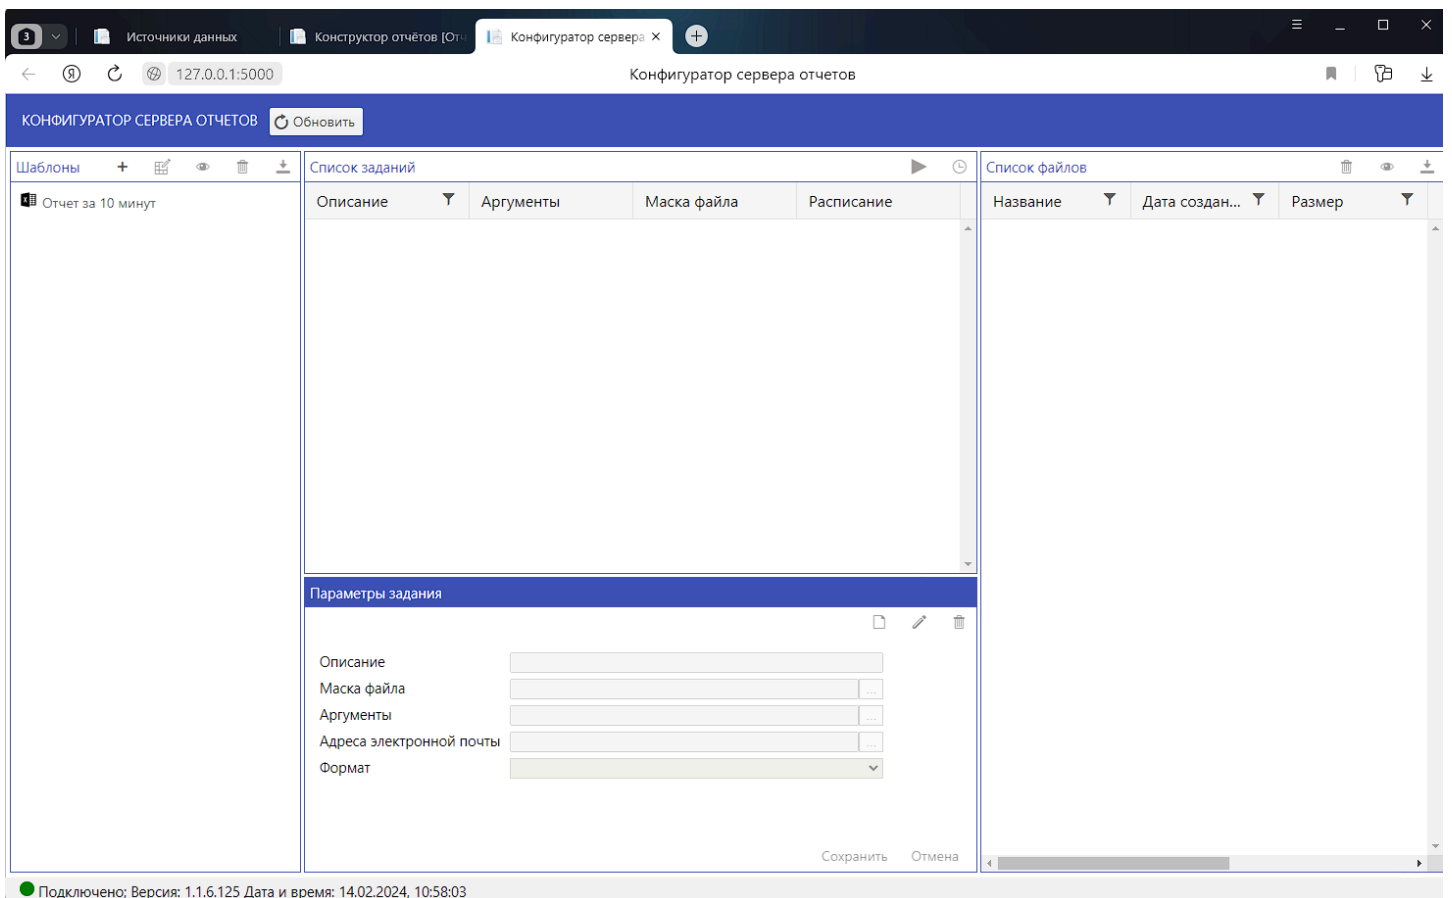 3
Источники данных
Конструктор отчётов [Отч
Конфигуратор сервера
127.0.0.1:5000
Конфигуратор сервера отчетов
КОНФИГУРАТОР СЕРВЕРА ОТЧЕТОВ
Обновить
Шаблоны
Отчет за 10 минут
Список заданий
Описание
Аргументы
Маска файла
Расписание
Параметры задания
Описание
Маска файла
...
Аргументы
...
Адреса электронной почты
...
Формат
Сохранить
Отмена
Список файлов
Название
Дата создан...
Размер
Подключено; Версия: 1.1.6.125 Дата и время: 14.02.2024, 10:58:03